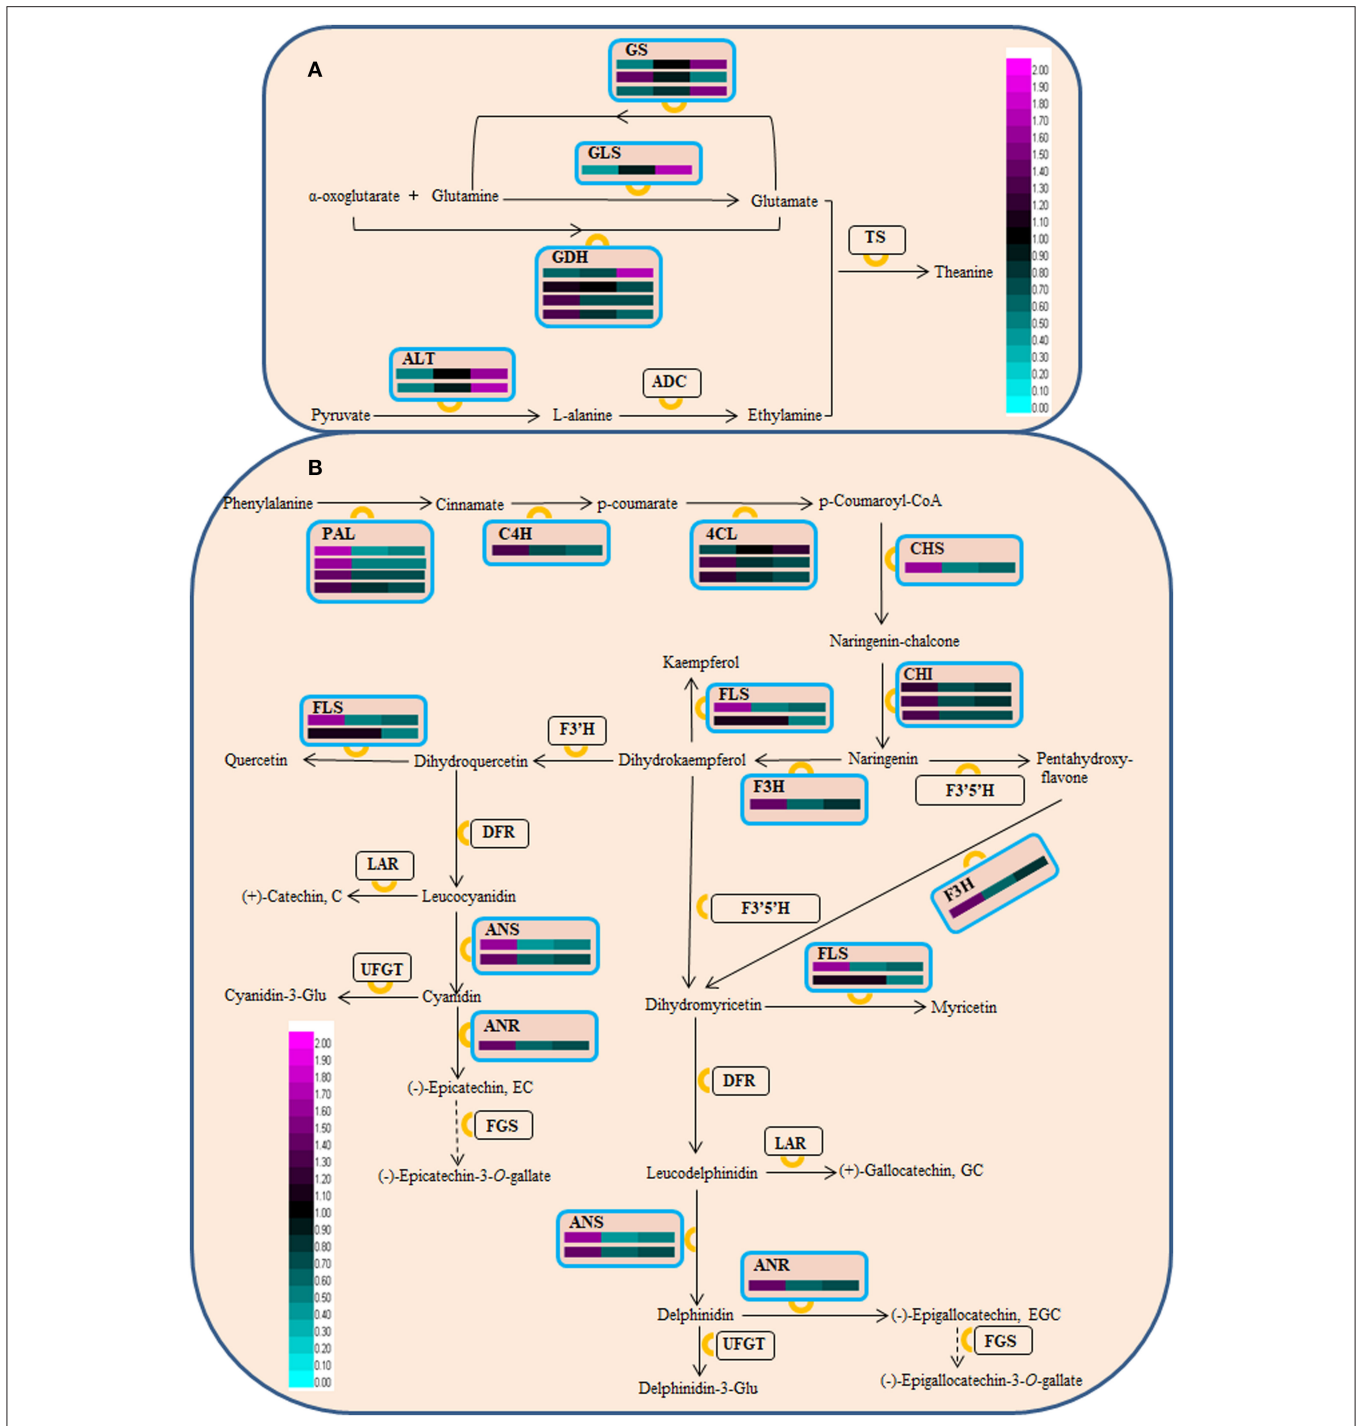 A
GS
GLS
α-oxoglutarate + Glutamine
Glutamate
GDH
TS
Theanine
ALT
ADC
Pyruvate
L-alanine
Ethylamine
2.00
1.90
1.80
1.70
1.60
1.50
1.40
1.30
1.20
1.10
1.00
0.90
0.80
0.70
0.60
0.50
0.40
0.30
0.20
0.10
0.00
B
Phenylalanine
Cinnamate
p-coumarate
p-Coumaroyl-CoA
PAL
C4H
4CL
CHS
Naringenin-chalcone
Kaempferol
CHI
FLS
FLS
F3’H
Quercetin
Dihydroquercetin
Dihydrokaempferol
Naringenin
Pentahydroxy-
flavone
F3H
F3’5’H
DFR
LAR
(+)-Catechin, C
Leucocyanidin
F3H
F3’5’H
ANS
FLS
UFGT
Cyanidin-3-Glu
Cyanidin
Dihydromyricetin
Myricetin
ANR
(-)-Epicatechin, EC
DFR
FGS
(-)-Epicatechin-3-O-gallate
LAR
Leucodelphinidin
(+)-Gallocatechin, GC
ANS
ANR
Delphinidin
(-)-Epigallocatechin, EGC
UFGT
FGS
Delphinidin-3-Glu
(-)-Epigallocatechin-3-O-gallate
2.00
1.90
1.80
1.70
1.60
1.50
1.40
1.30
1.20
1.10
1.00
0.90
0.80
0.70
0.60
0.50
0.40
0.30
0.20
0.10
0.00